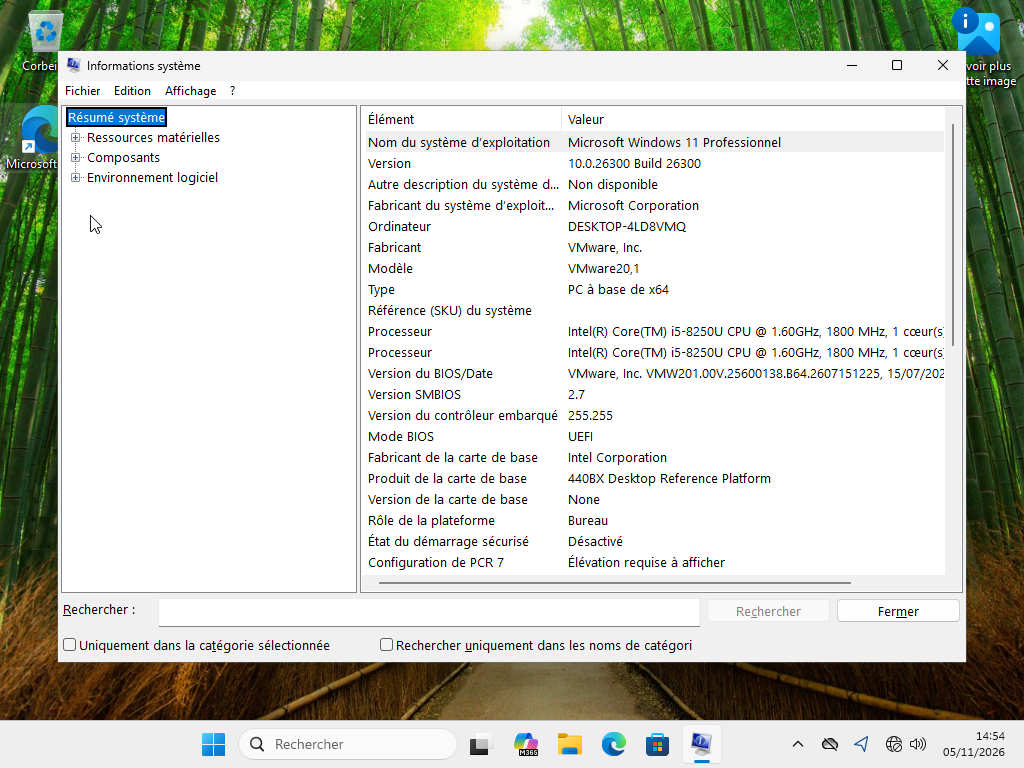 Corbei
voir plus
tte image
Microsoft
Informations système
Fichier Edition Affichage ?
Résumé système
Ressources matérielles
Composants
Environnement logiciel
Élément Valeur
Nom du système d'exploitation Microsoft Windows 11 Professionnel
Version 10.0.26300 Build 26300
Autre description du système d... Non disponible
Fabricant du système d'exploit... Microsoft Corporation
Ordinateur DESKTOP-4LD8VMQ
Fabricant VMware, Inc.
Modèle VMware20,1
Type PC à base de x64
Référence (SKU) du système
Processeur Intel(R) Core(TM) i5-8250U CPU @ 1.60GHz, 1800 MHz, 1 cœur(s
Processeur Intel(R) Core(TM) i5-8250U CPU @ 1.60GHz, 1800 MHz, 1 cœur(s
Version du BIOS/Date VMware, Inc. VMW201.00V.25600138.B64.2607151225, 15/07/202
Version SMBIOS 2.7
Version du contrôleur embarqué 255.255
Mode BIOS UEFI
Fabricant de la carte de base Intel Corporation
Produit de la carte de base 440BX Desktop Reference Platform
Version de la carte de base None
Rôle de la plateforme Bureau
État du démarrage sécurisé Désactivé
Configuration de PCR 7 Élévation requise à afficher
Rechercher : Rechercher Fermer
Uniquement dans la catégorie sélectionnée Rechercher uniquement dans les noms de catégori
Rechercher
M365
14:54
05/11/2026